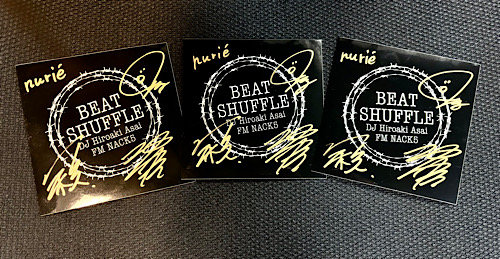 nurié
BEAT
SHUFFLE
DJ Hiroaki Asai
FM NACK5
nurié
BEAT
SHUFFLE
DJ Hiroaki Asai
FM NACK5
nurié
BEAT
SHUFFLE
DJ Hiroaki Asai
FM NACK5